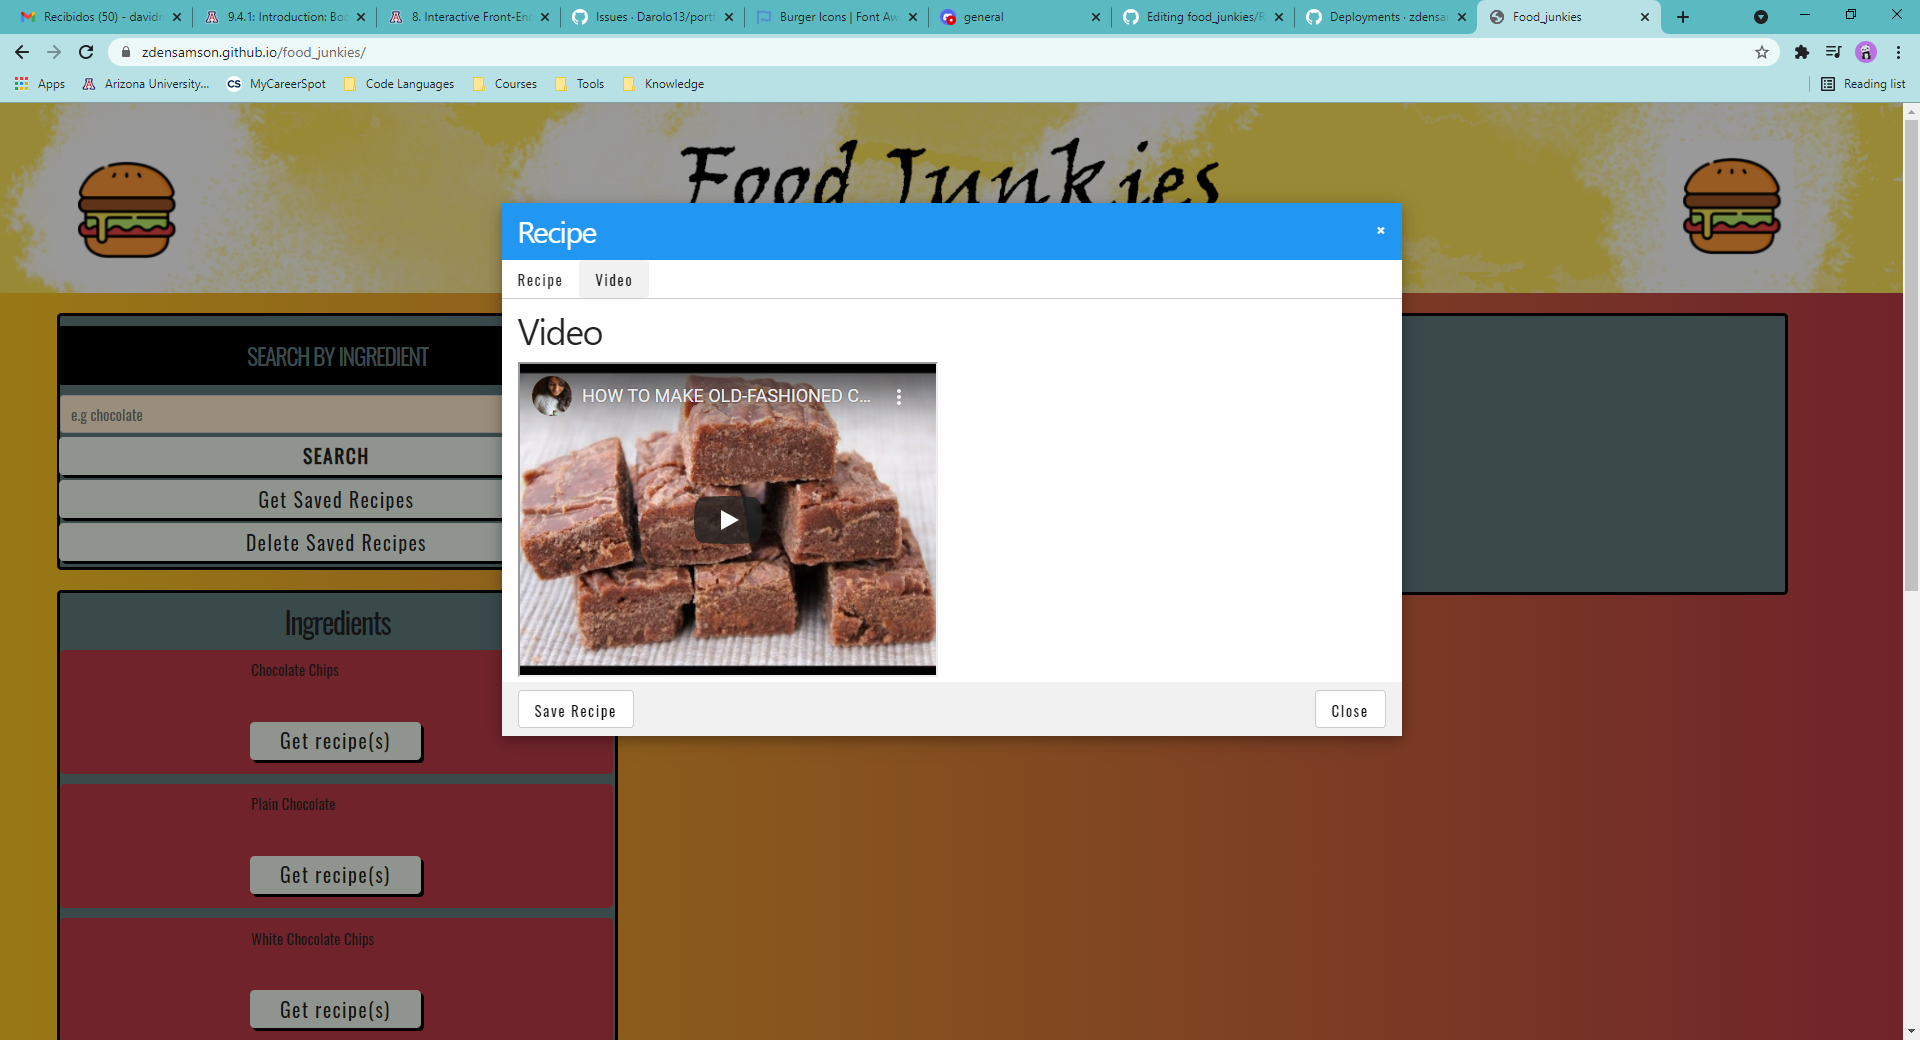 Recibidos (50) - davidn
9.4.1: Introduction: Boo
8. Interactive Front-En
Issues · Darolo13/port
Burger Icons | Font Aw
general
Editing food_junkies/R
Deployments · zdensa
Food_junkies
zdensamson.github.io/food_junkies/
Apps
Arizona University...
CS MyCareerSpot
Code Languages
Courses
Tools
Knowledge
Reading list
Food Junkies
Recipe
Recipe Video
SEARCH BY INGREDIENT
Video
e.g chocolate
HOW TO MAKE OLD-FASHIONED C...
SEARCH
Get Saved Recipes
Delete Saved Recipes
Ingredients
Chocolate Chips
Save Recipe
Close
Get recipe(s)
Plain Chocolate
Get recipe(s)
White Chocolate Chips
Get recipe(s)